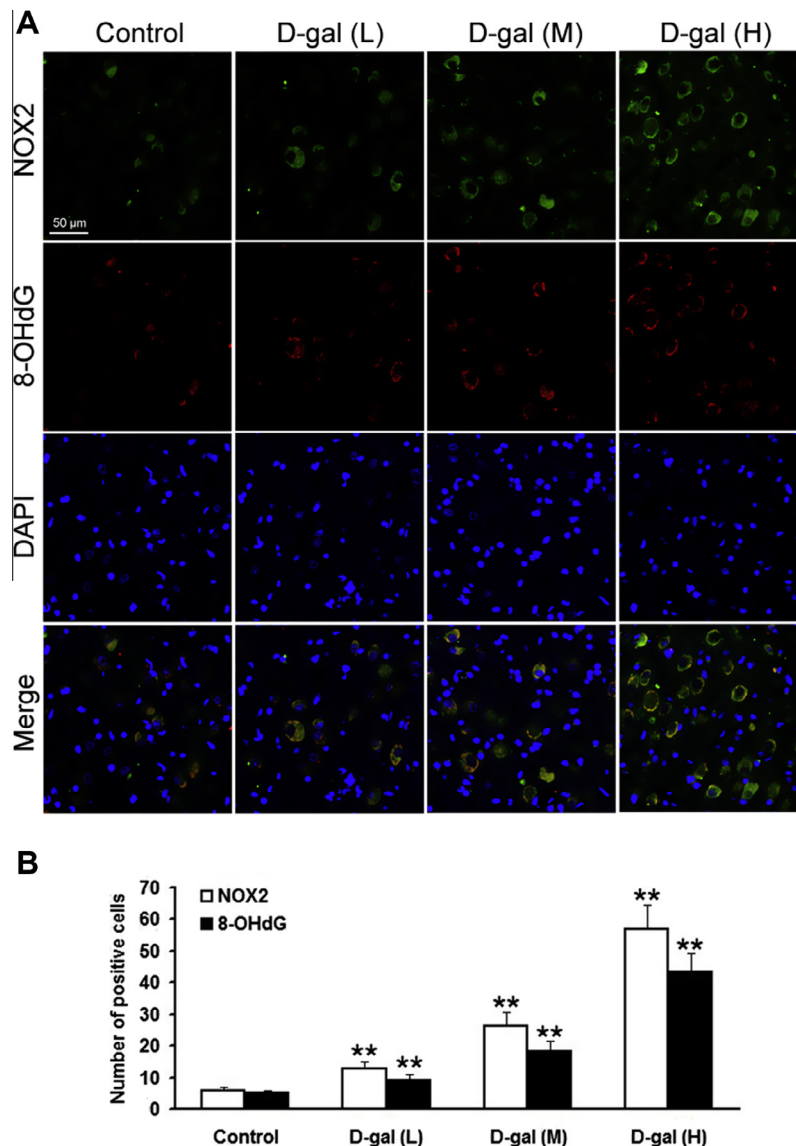 A
Control D-gal (L) D-gal (M) D-gal (H)
NOX2
50 µm
8-OHdG
DAPI
Merge
B
Number of positive cells
70
60
50
40
30
20
10
0
NOX2
8-OHdG
** ** ** ** ** **
Control D-gal (L) D-gal (M) D-gal (H)